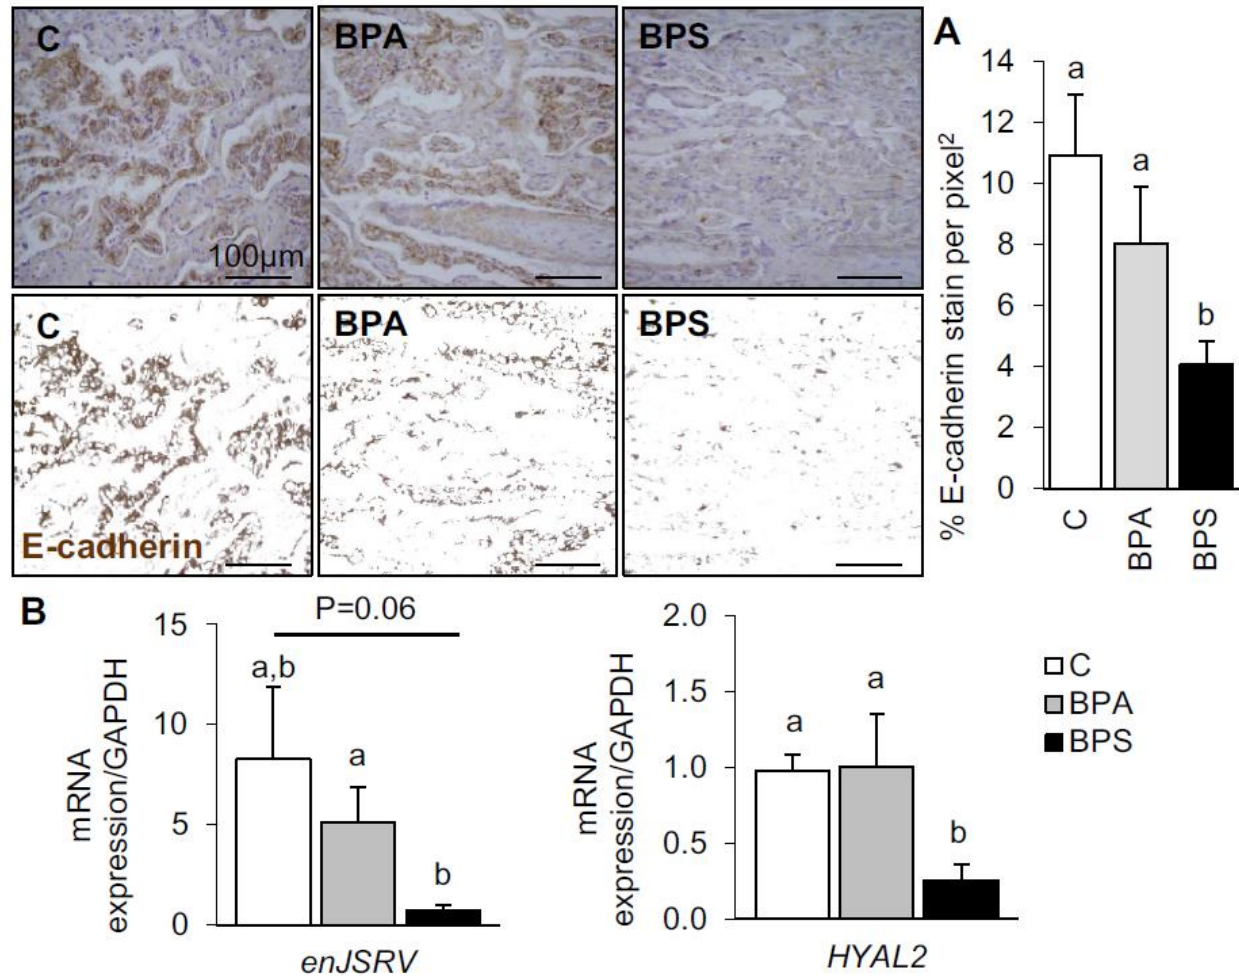 C
BPA
BPS
100µm
C
BPA
BPS
E-cadherin
A
% E-cadherin stain per pixel²
14
12
10
8
6
4
2
0
a
a
b
C
BPA
BPS
B
mRNA
expression/GAPDH
15
10
5
0
P=0.06
a,b
a
b
enJSRV
mRNA
expression/GAPDH
2.0
1.5
1.0
0.5
0.0
a
a
b
HYAL2
C
BPA
BPS